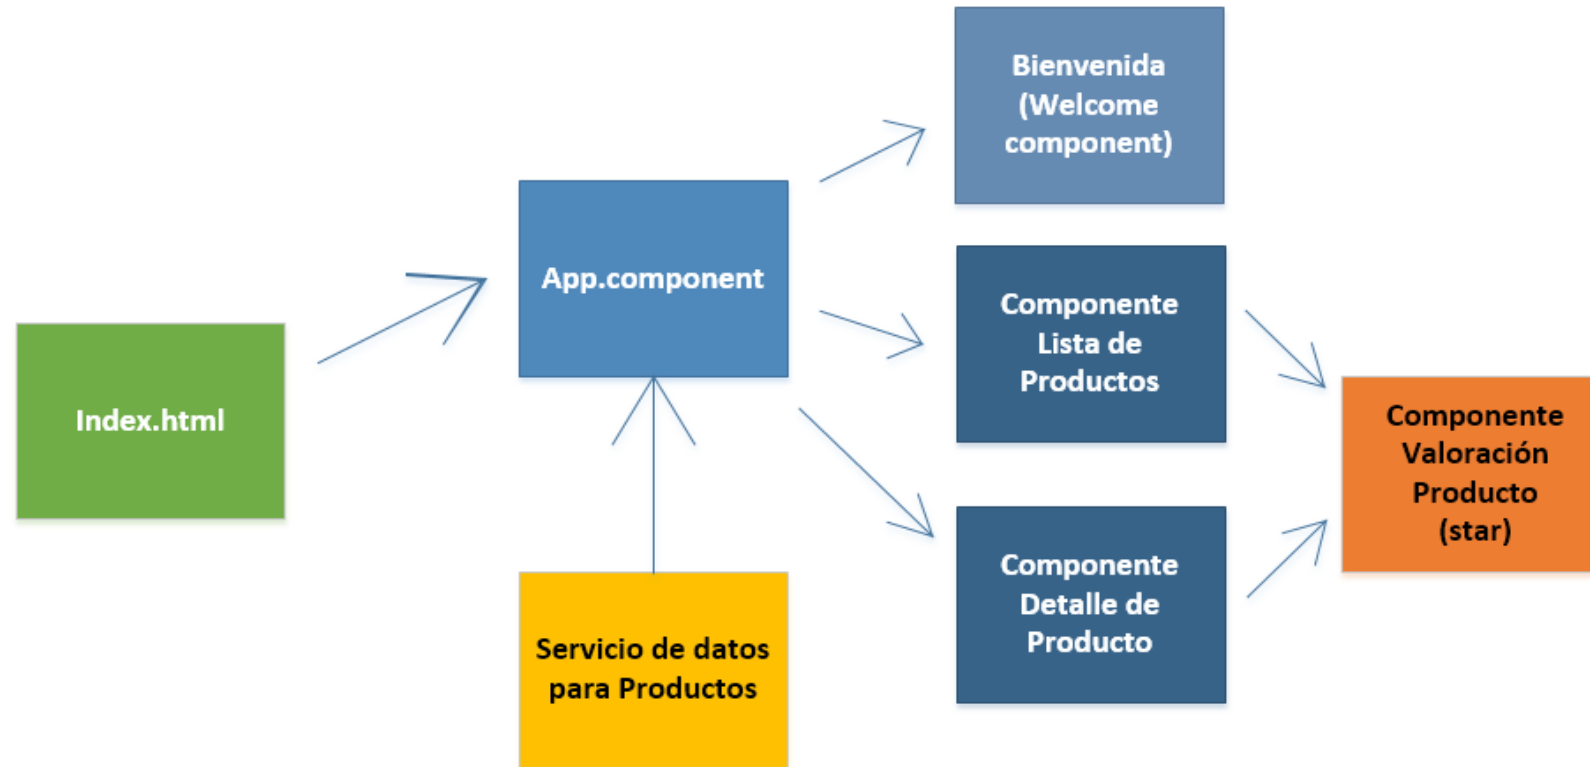 Bienvenida
(Welcome
component)
App.component
Componente
Lista de
Productos
Index.html
Componente
Valoración
Producto
(star)
Componente
Detalle de
Producto
Servicio de datos
para Productos